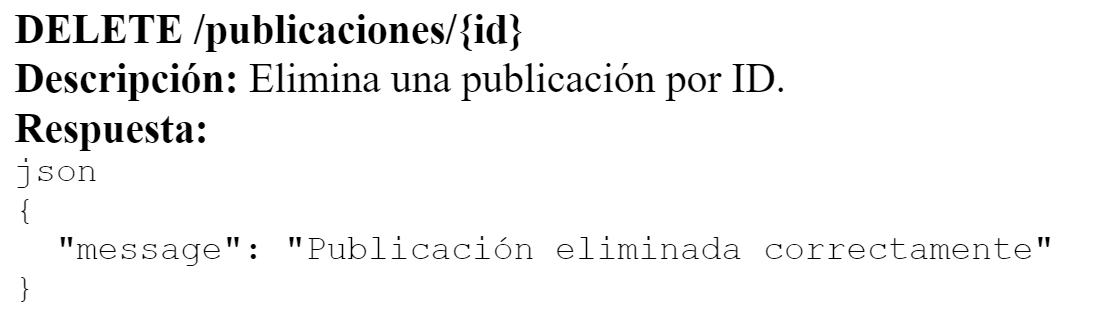 DELETE /publicaciones/{id}
Descripción: Elimina una publicación por ID.
Respuesta:
json
{
  "message": "Publicación eliminada correctamente"
}